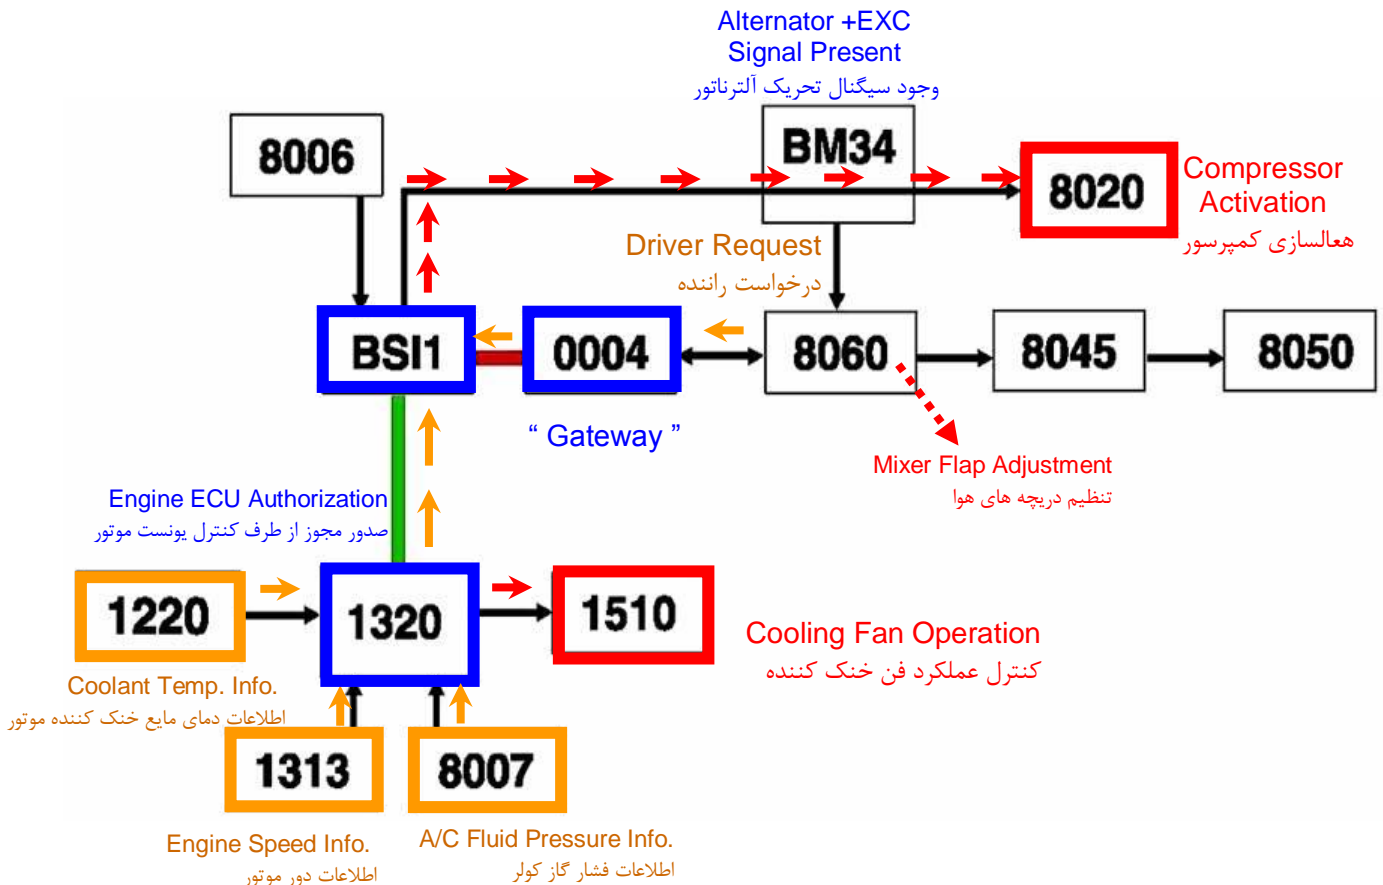 Alternator +EXC
Signal Present
وجود سیگنال تحریک آلترناتور
8006
BM34
8020
Compressor
Activation
هعالسازی کمپرسور
Driver Request
درخواست راننده
BSI1
0004
8060
8045
8050
“ Gateway ”
Mixer Flap Adjustment
تنظیم دریچه های هوا
Engine ECU Authorization
صدور مجوز از طرف کنترل یونست موتور
1220
1320
1510
Cooling Fan Operation
کنترل عملکرد فن خنک کننده
Coolant Temp. Info.
اطلاعات دمای مایع خنک کننده موتور
1313
8007
Engine Speed Info.
اطلاعات دور موتور
A/C Fluid Pressure Info.
اطلاعات فشار گاز کولر